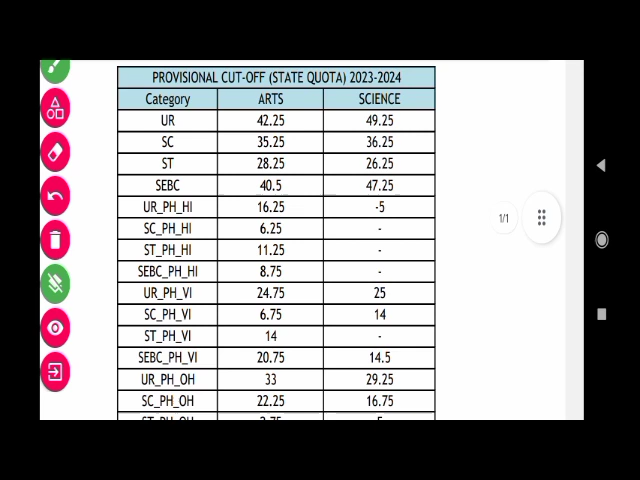 PROVISIONAL CUT-OFF (STATE QUOTA) 2023-2024
Category ARTS SCIENCE
UR 42.25 49.25
SC 35.25 36.25
ST 28.25 26.25
SEBC 40.5 47.25
UR_PH_HI 16.25 -5
SC_PH_HI 6.25 -
ST_PH_HI 11.25 -
SEBC_PH_HI 8.75 -
UR_PH_VI 24.75 25
SC_PH_VI 6.75 14
ST_PH_VI 14 -
SEBC_PH_VI 20.75 14.5
UR_PH_OH 33 29.25
SC_PH_OH 22.25 16.75
1/1